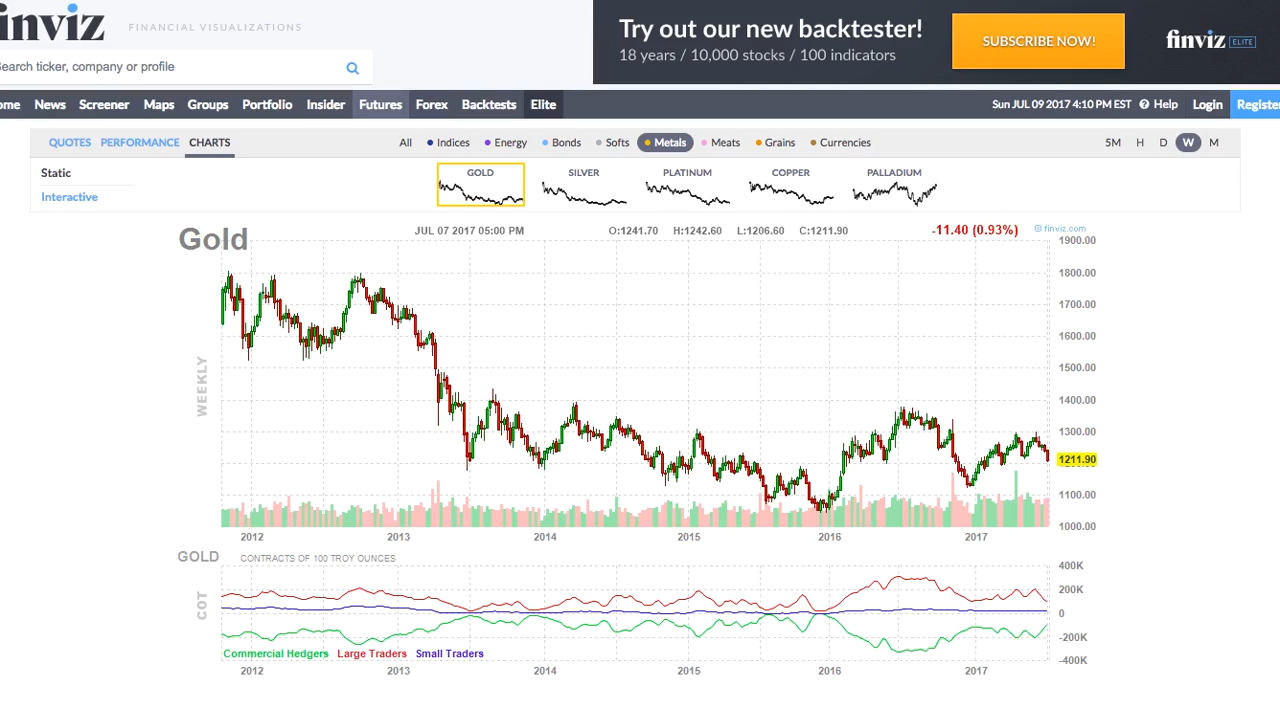 finviz FINANCIAL VISUALIZATIONS
Try out our new backtester!
18 years / 10,000 stocks / 100 indicators
SUBSCRIBE NOW!
finviz ELITE
Search ticker, company or profile
Home News Screener Maps Groups Portfolio Insider Futures Forex Backtests Elite Sun JUL 09 2017 4:10 PM EST Help Login Register
QUOTES PERFORMANCE CHARTS All Indices Energy Bonds Softs Metals Meats Grains Currencies 5M H D W M
Static
Interactive
GOLD SILVER PLATINUM COPPER PALLADIUM
Gold JUL 07 2017 05:00 PM O:1241.70 H:1242.60 L:1206.60 C:1211.90 -11.40 (0.93%) © finviz.com
1900.00
1800.00
1700.00
1600.00
1500.00
1400.00
1300.00
1211.90
1100.00
1000.00
WEEKLY
2012 2013 2014 2015 2016 2017
GOLD CONTRACTS OF 100 TROY OUNCES
400K
200K
0
-200K
-400K
COT
Commercial Hedgers Large Traders Small Traders
2012 2013 2014 2015 2016 2017